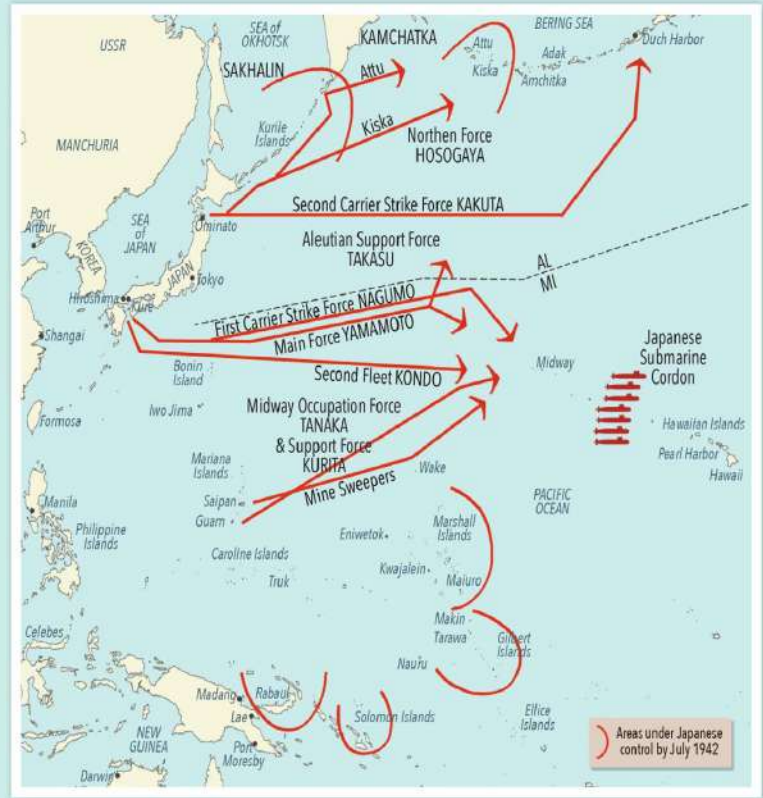 BERING SEA
SEA of
OKHOTSK
KAMCHATKA
USSR
Duch Harbor
Attu
Adak
Kiska
Amchitka
SAKHALIN
Attu
Kurile
Islands
Kiska
Northen Force
HOSOGAYA
MANCHURIA
Second Carrier Strike Force KAKUTA
Port
Arthur
SEA
of
JAPAN
Ominato
Aleutian Support Force
TAKASU
AL
MI
KOREA
JAPAN
Tokyo
Hiroshima
Kure
First Carrier Strike Force NAGUMO
Main Force YAMAMOTO
Shangai
Japanese
Submarine
Cordon
Midway
Bonin
Island
Second Fleet KONDO
Iwo Jima
Midway Occupation Force
TANAKA
& Support Force
KURITA
Formosa
Hawaiian Islands
Pearl Harbor
Hawaii
Mariana
Islands
Mine Sweepers
Wake
Saipan
Guam
PACIFIC
OCEAN
Manila
Philippine
Islands
Eniwetok
Marshall
Islands
Caroline Islands
Kwajalein
Truk
Maiuro
Makin
Tarawa
Gilbert
Islands
Celebes
Nauru
Madang
Rabaul
Lae
Solomon Islands
Elfice
Islands
NEW
GUINEA
Port
Moresby
Darwin
Areas under Japanese
control by July 1942